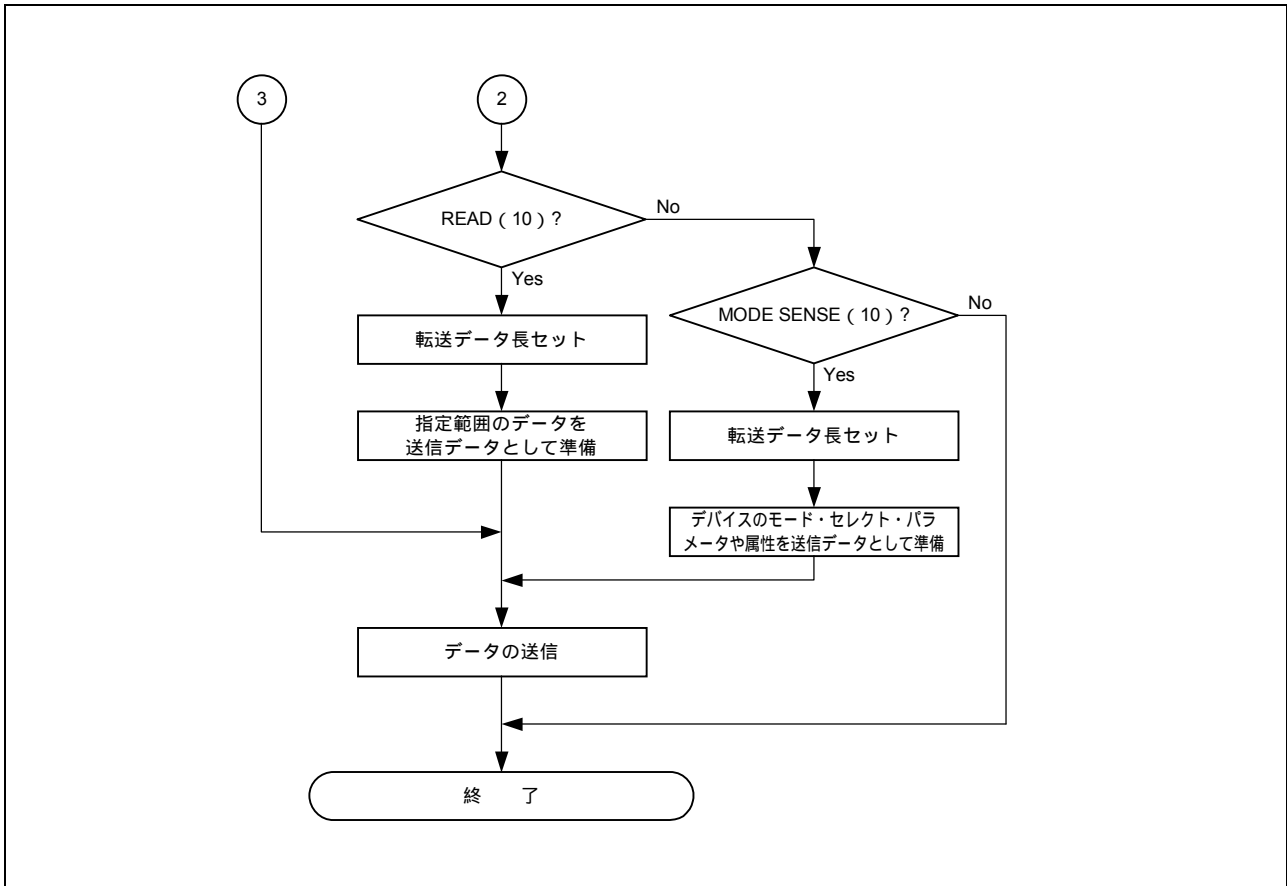 3
2
READ（10）?
No
Yes
MODE SENSE（10）?
No
Yes
転送データ長セット
指定範囲のデータを
送信データとして準備
転送データ長セット
デバイスのモード・セレクト・パラ
メータや属性を送信データとして準備
データの送信
終　　了